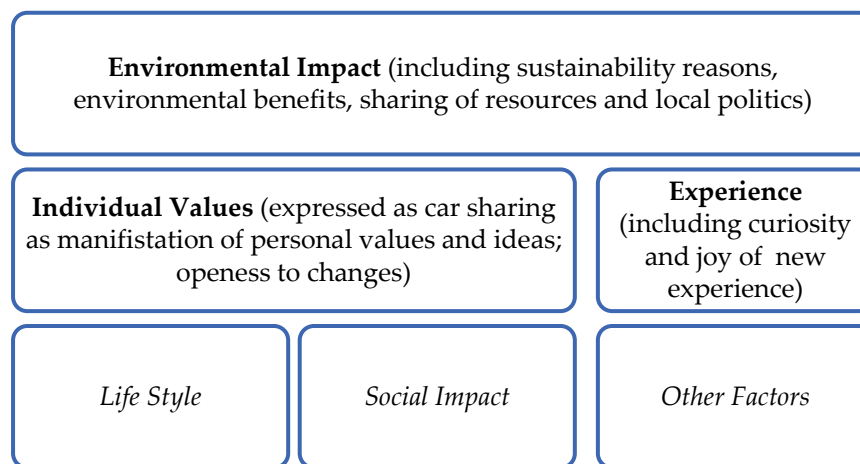 Environmental Impact (including sustainability reasons,
environmental benefits, sharing of resources and local politics)
Individual Values (expressed as car sharing
as manifistation of personal values and ideas;
openess to changes)
Experience
(including curiosity
and joy of new
experience)
Life Style
Social Impact
Other Factors